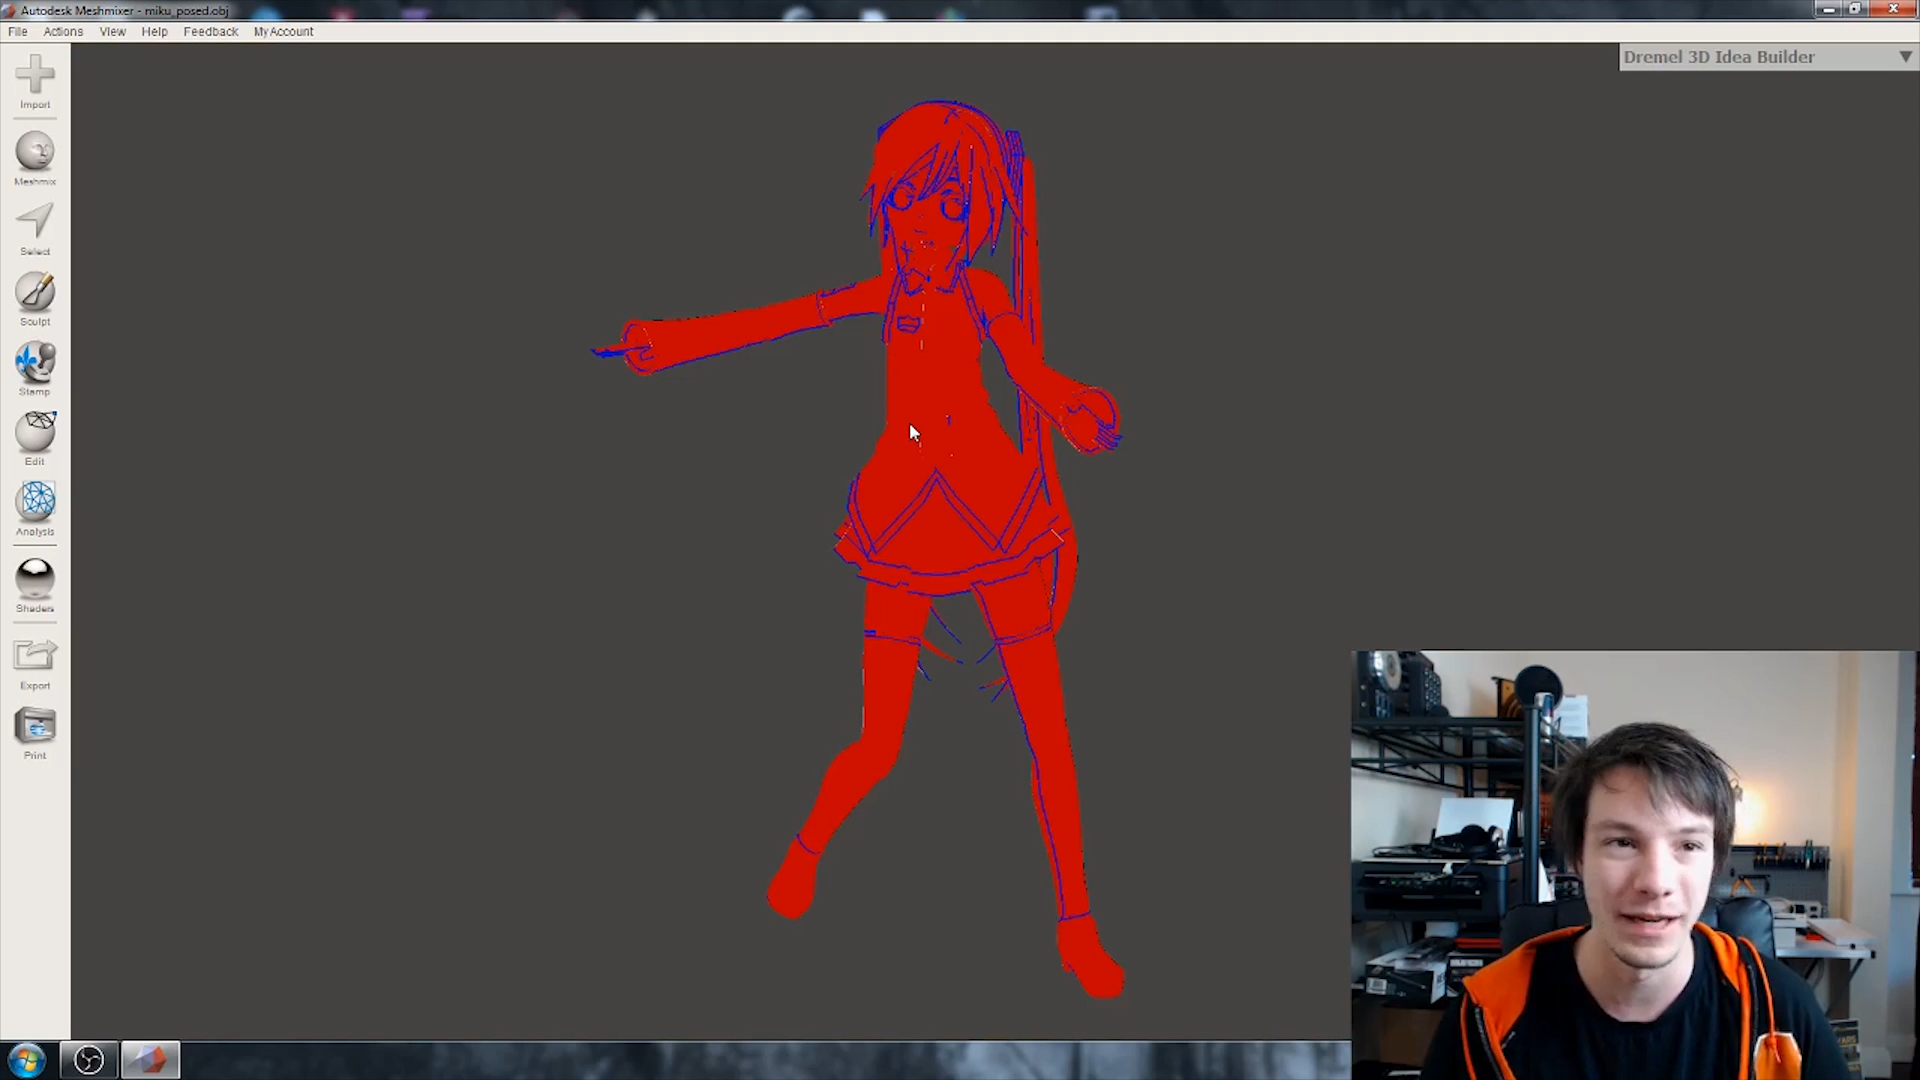 Autodesk Meshmixer - miku_posed.obj
File Actions View Help Feedback MyAccount
Dremel 3D Idea Builder
Import
Meshmix
Select
Sculpt
Stamp
Edit
Analysis
Shaders
Export
Print